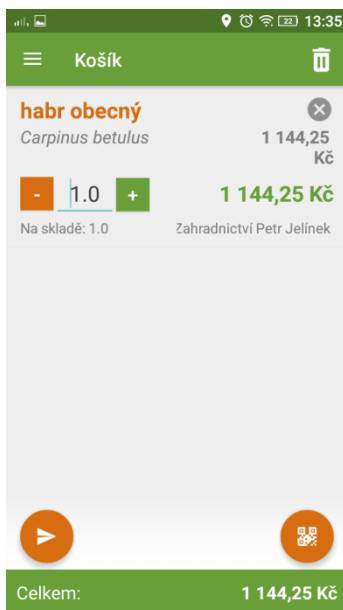 22 13:35
Košík
habr obecný
Carpinus betulus
1 144,25
Kč
- 1.0 +
1 144,25 Kč
Na skladě: 1.0
Zahradnictví Petr Jelínek
Celkem:
1 144,25 Kč